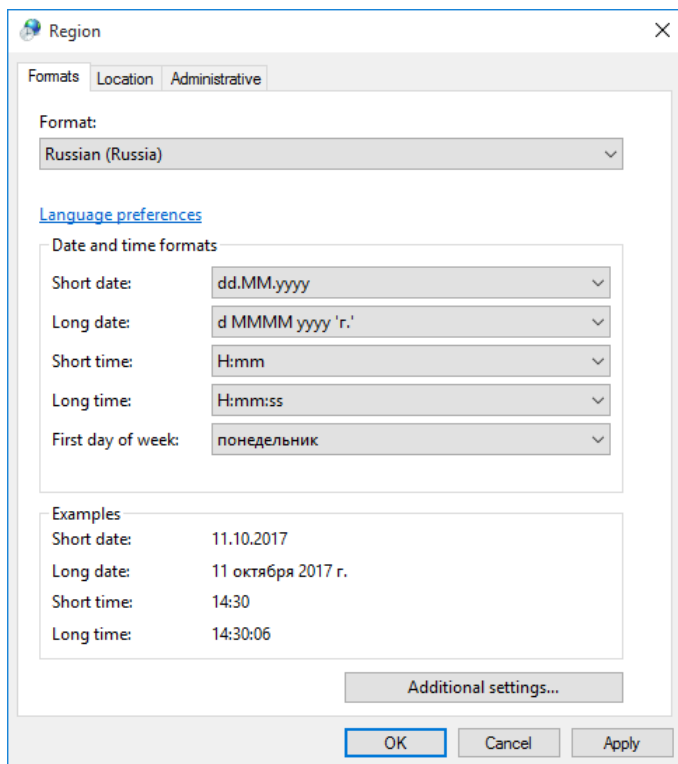 Region
Formats Location Administrative
Format:
Russian (Russia)
Language preferences
Date and time formats
Short date: dd.MM.yyyy
Long date: d MMMM yyyy 'г.'
Short time: H:mm
Long time: H:mm:ss
First day of week: понедельник
Examples
Short date: 11.10.2017
Long date: 11 октября 2017 г.
Short time: 14:30
Long time: 14:30:06
Additional settings...
OK Cancel Apply